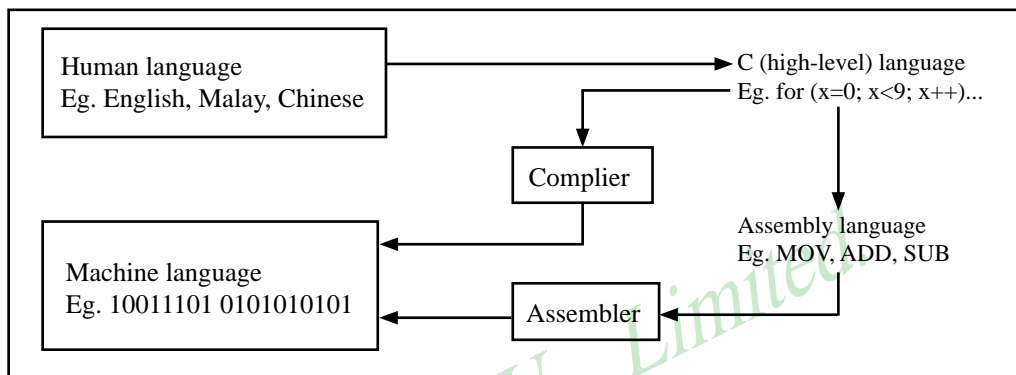 Human language
Eg. English, Malay, Chinese
C (high-level) language
Eg. for (x=0; x<9; x++)...
Complier
Assembly language
Eg. MOV, ADD, SUB
Machine language
Eg. 10011101 0101010101
Assembler
Limited.